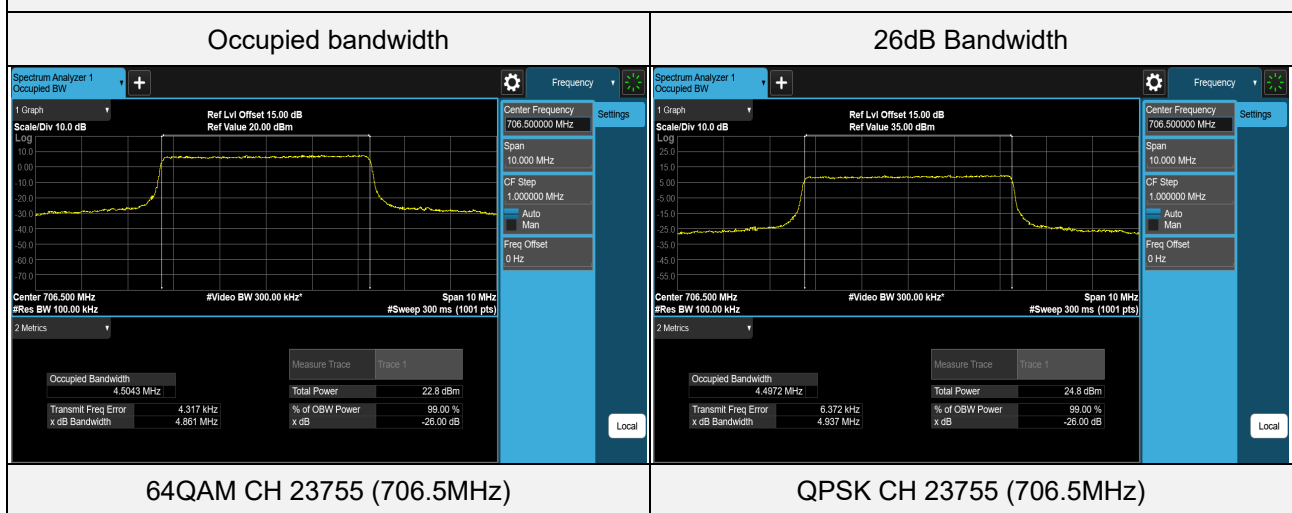 Occupied bandwidth
26dB Bandwidth
Spectrum Analyzer 1
Occupied BW
+
Frequency
1 Graph
Ref Lvl Offset 15.00 dB
Scale/Div 10.0 dB
Ref Value 20.00 dBm
Log
10.0
0.00
-10.0
-20.0
-30.0
-40.0
-50.0
-60.0
-70.0
Center 706.500 MHz
#Video BW 300.00 kHz*
Span 10 MHz
#Res BW 100.00 kHz
#Sweep 300 ms (1001 pts)
Center Frequency
706.500000 MHz
Settings
Span
10.000 MHz
CF Step
1.000000 MHz
Auto
Man
Freq Offset
0 Hz
Local
2 Metrics
Measure Trace Trace 1
Occupied Bandwidth
4.5043 MHz
Total Power 22.8 dBm
Transmit Freq Error 4.317 kHz
% of OBW Power 99.00 %
x dB Bandwidth 4.861 MHz
x dB -26.00 dB
Spectrum Analyzer 1
Occupied BW
+
Frequency
1 Graph
Ref Lvl Offset 15.00 dB
Scale/Div 10.0 dB
Ref Value 35.00 dBm
Log
25.0
15.0
5.00
-5.00
-15.0
-25.0
-35.0
-45.0
-55.0
Center 706.500 MHz
#Video BW 300.00 kHz*
Span 10 MHz
#Res BW 100.00 kHz
#Sweep 300 ms (1001 pts)
Center Frequency
706.500000 MHz
Settings
Span
10.000 MHz
CF Step
1.000000 MHz
Auto
Man
Freq Offset
0 Hz
Local
2 Metrics
Measure Trace Trace 1
Occupied Bandwidth
4.4972 MHz
Total Power 24.8 dBm
Transmit Freq Error 6.372 kHz
% of OBW Power 99.00 %
x dB Bandwidth 4.937 MHz
x dB -26.00 dB
64QAM CH 23755 (706.5MHz)
QPSK CH 23755 (706.5MHz)